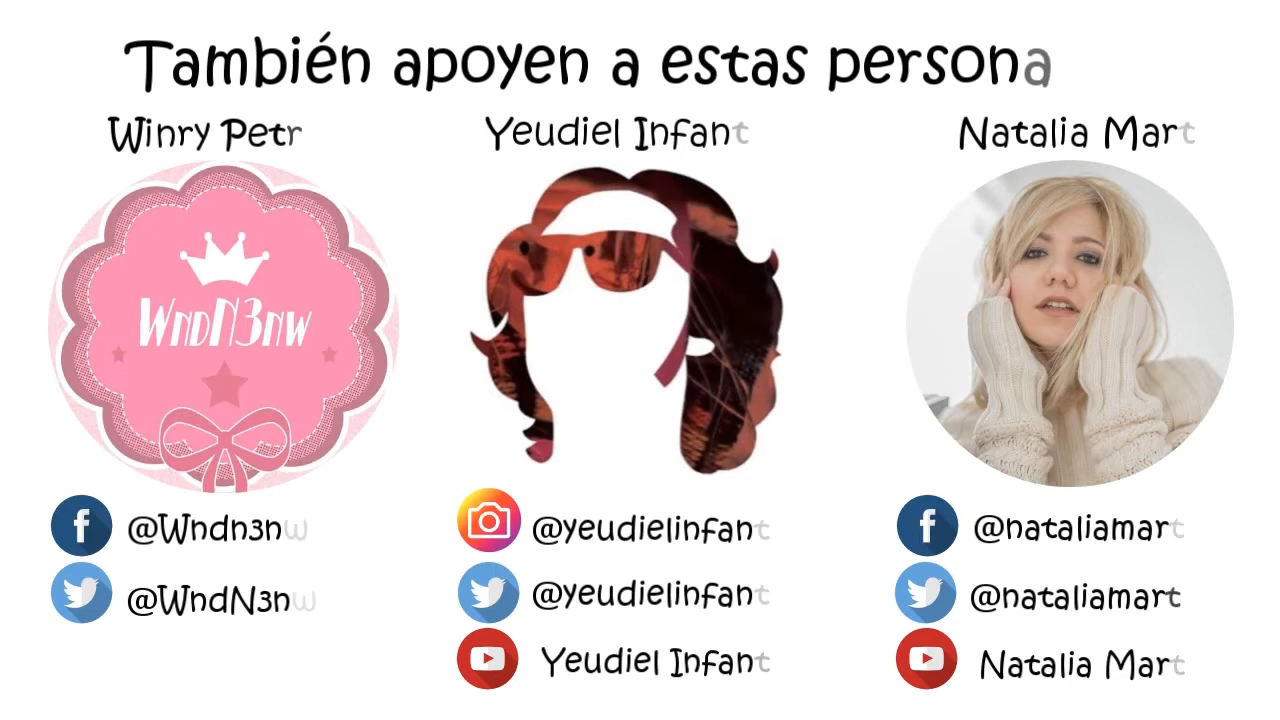 También apoyen a estas persona
Winry Petr
Yeudiel Infant
Natalia Mart
WndN3nw
@Wndn3nw
@yeudielinfant
@nataliamart
@WndN3nw
@yeudielinfant
@nataliamart
Yeudiel Infant
Natalia Mart